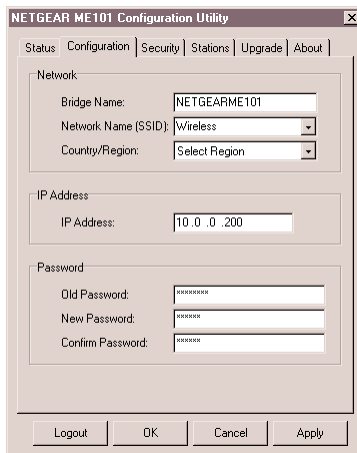 NETGEAR ME101 Configuration Utility
Status Configuration Security Stations Upgrade About
Network
Bridge Name: NETGEARME101
Network Name (SSID): Wireless
Country/Region: Select Region
IP Address
IP Address: 10 .0 .0 .200
Password
Old Password: ********
New Password: ******
Confirm Password: ******
Logout OK Cancel Apply